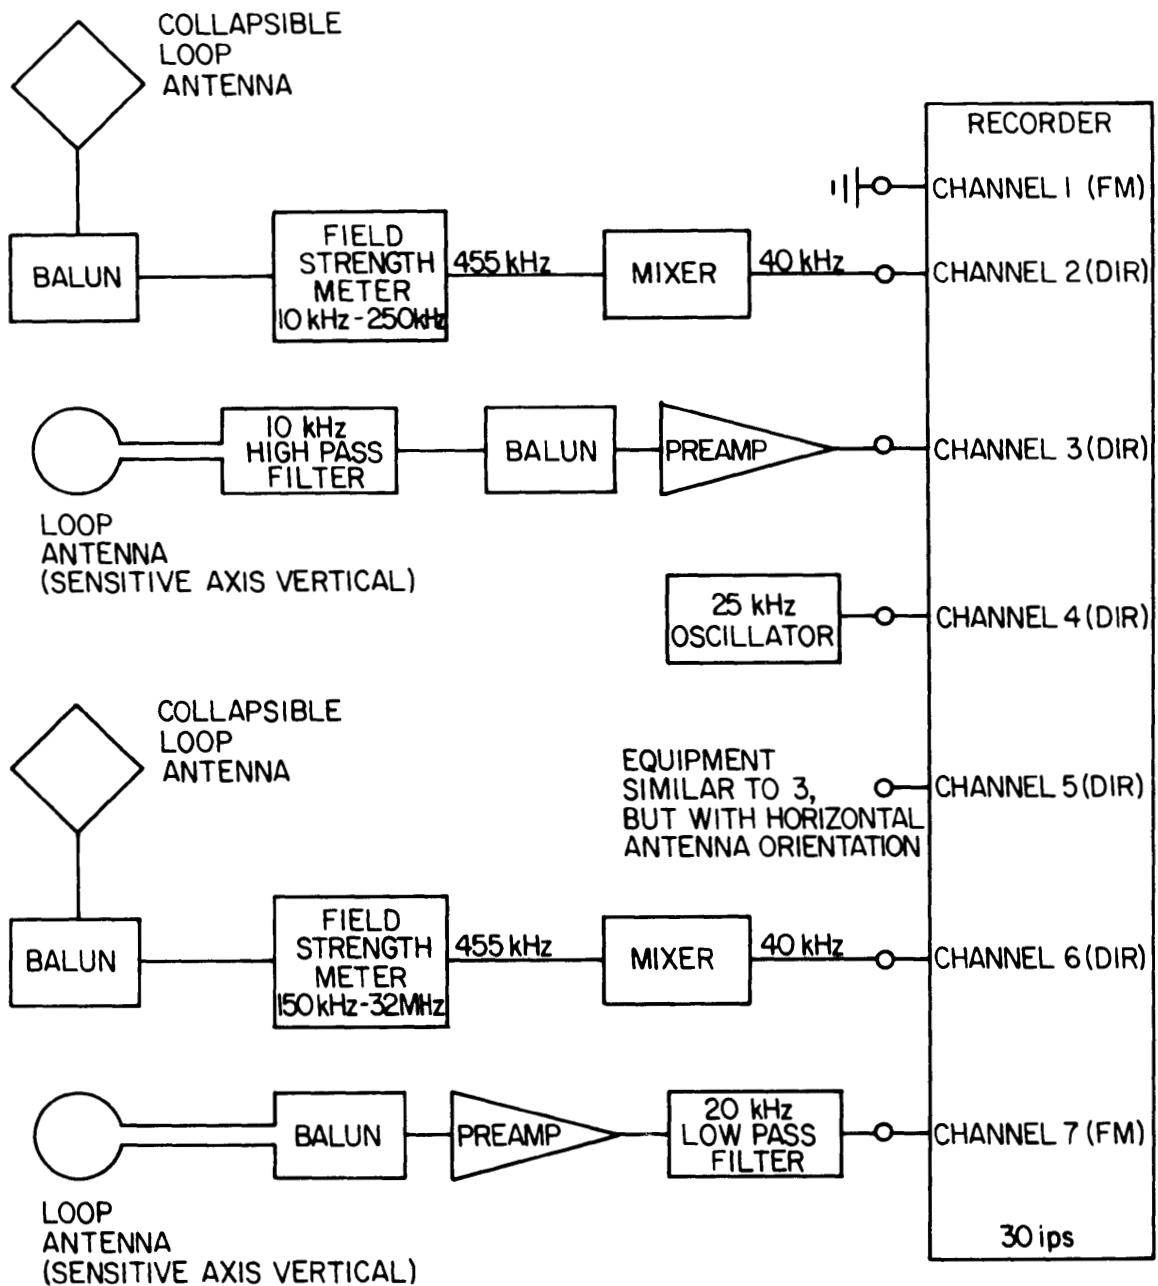 COLLAPSIBLE
LOOP
ANTENNA
RECORDER
CHANNEL 1 (FM)
BALUN
FIELD
STRENGTH
METER
10 kHz-250kHz
455 kHz
MIXER
40 kHz
CHANNEL 2 (DIR)
10 kHz
HIGH PASS
FILTER
BALUN
PREAMP
CHANNEL 3 (DIR)
LOOP
ANTENNA
(SENSITIVE AXIS VERTICAL)
25 kHz
OSCILLATOR
CHANNEL 4 (DIR)
COLLAPSIBLE
LOOP
ANTENNA
EQUIPMENT
SIMILAR TO 3,
BUT WITH HORIZONTAL
ANTENNA ORIENTATION
CHANNEL 5 (DIR)
BALUN
FIELD
STRENGTH
METER
150 kHz-32MHz
455 kHz
MIXER
40 kHz
CHANNEL 6 (DIR)
BALUN
PREAMP
20 kHz
LOW PASS
FILTER
CHANNEL 7 (FM)
LOOP
ANTENNA
(SENSITIVE AXIS VERTICAL)
30 ips